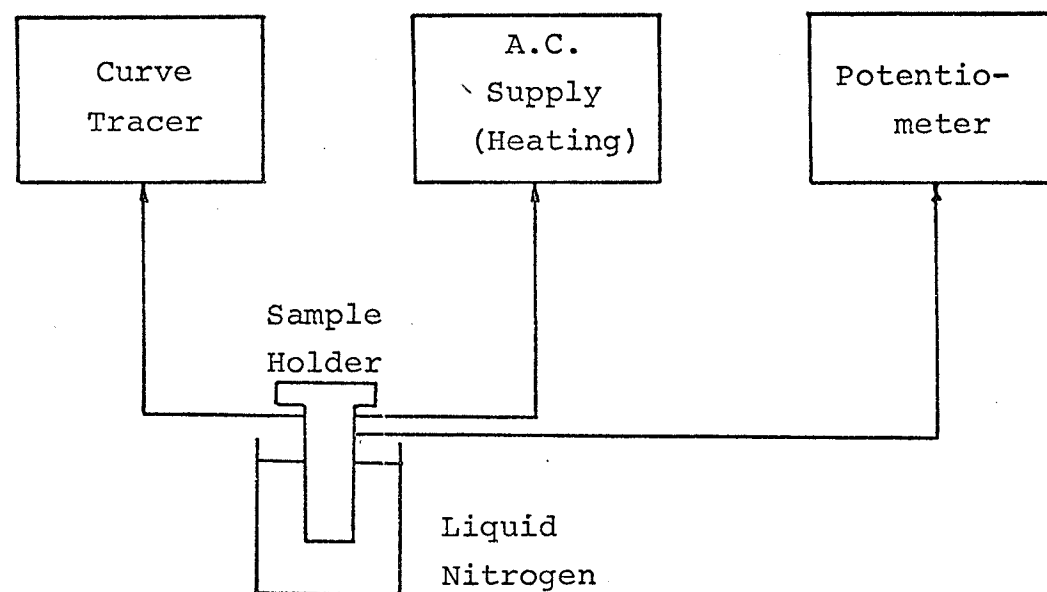 Curve
Tracer
A.C.
Supply
(Heating)
Potentio-
meter
Sample
Holder
Liquid
Nitrogen